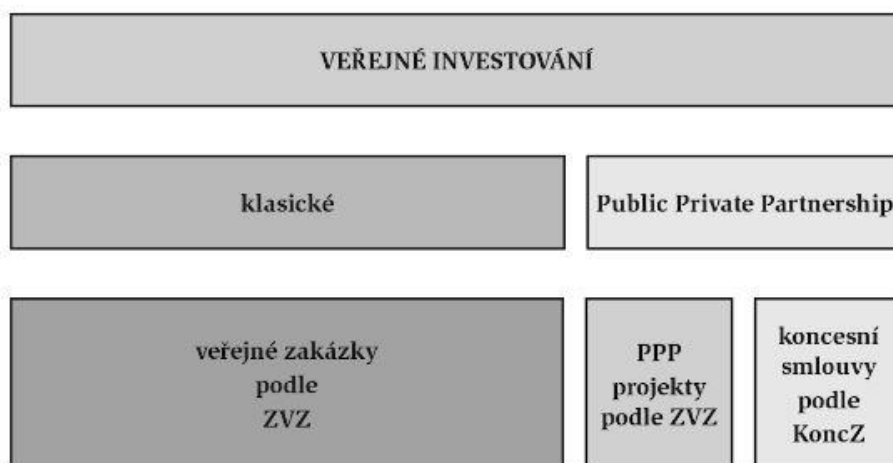 VEŘEJNÉ INVESTOVÁNÍ
klasické
Public Private Partnership
veřejné zakázky
podle
ZVZ
PPP
projekty
podle ZVZ
koncesní
smlouvy
podle
KoncZ